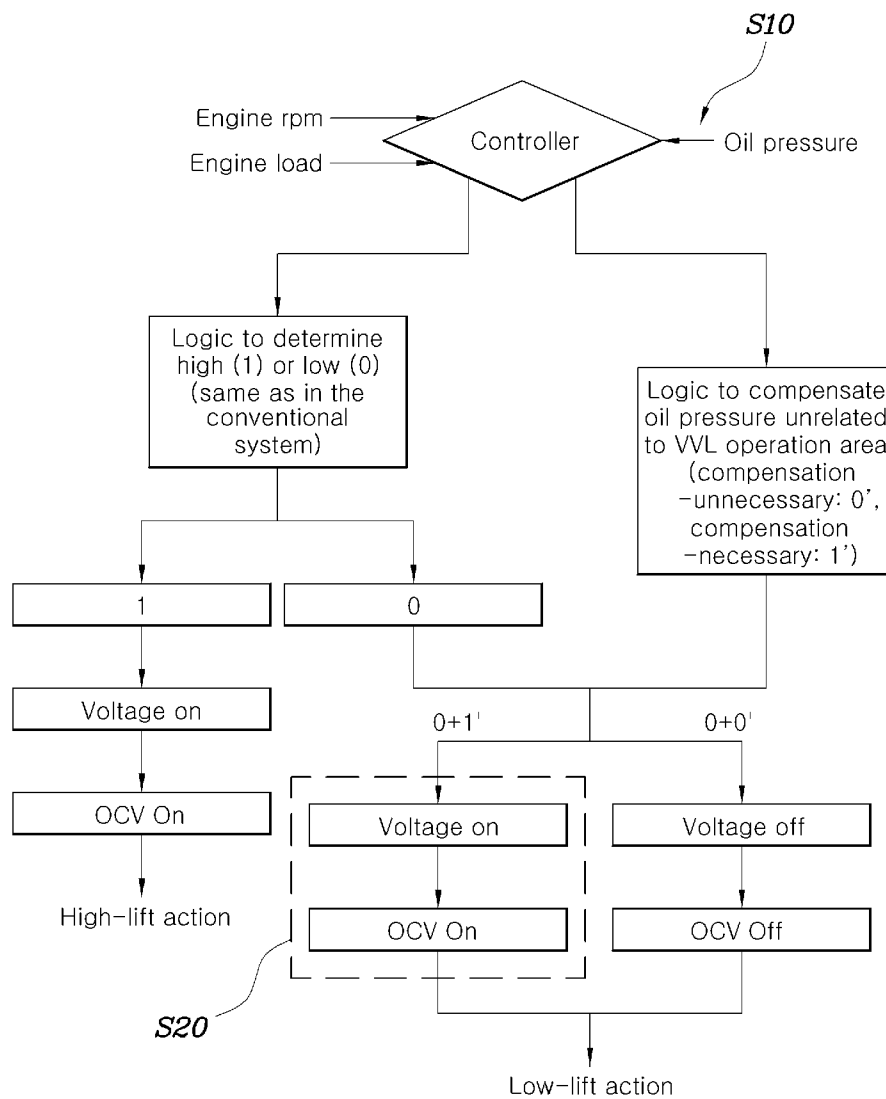 S10
Engine rpm
Controller
Oil pressure
Engine load
Logic to determine
high (1) or low (0)
(same as in the
conventional
system)
Logic to compensate
oil pressure unrelated
to VVL operation area
(compensation
-unnecessary: 0',
compensation
-necessary: 1')
1
0
Voltage on
0+1'
0+0'
OCV On
Voltage on
Voltage off
High-lift action
OCV On
OCV Off
S20
Low-lift action